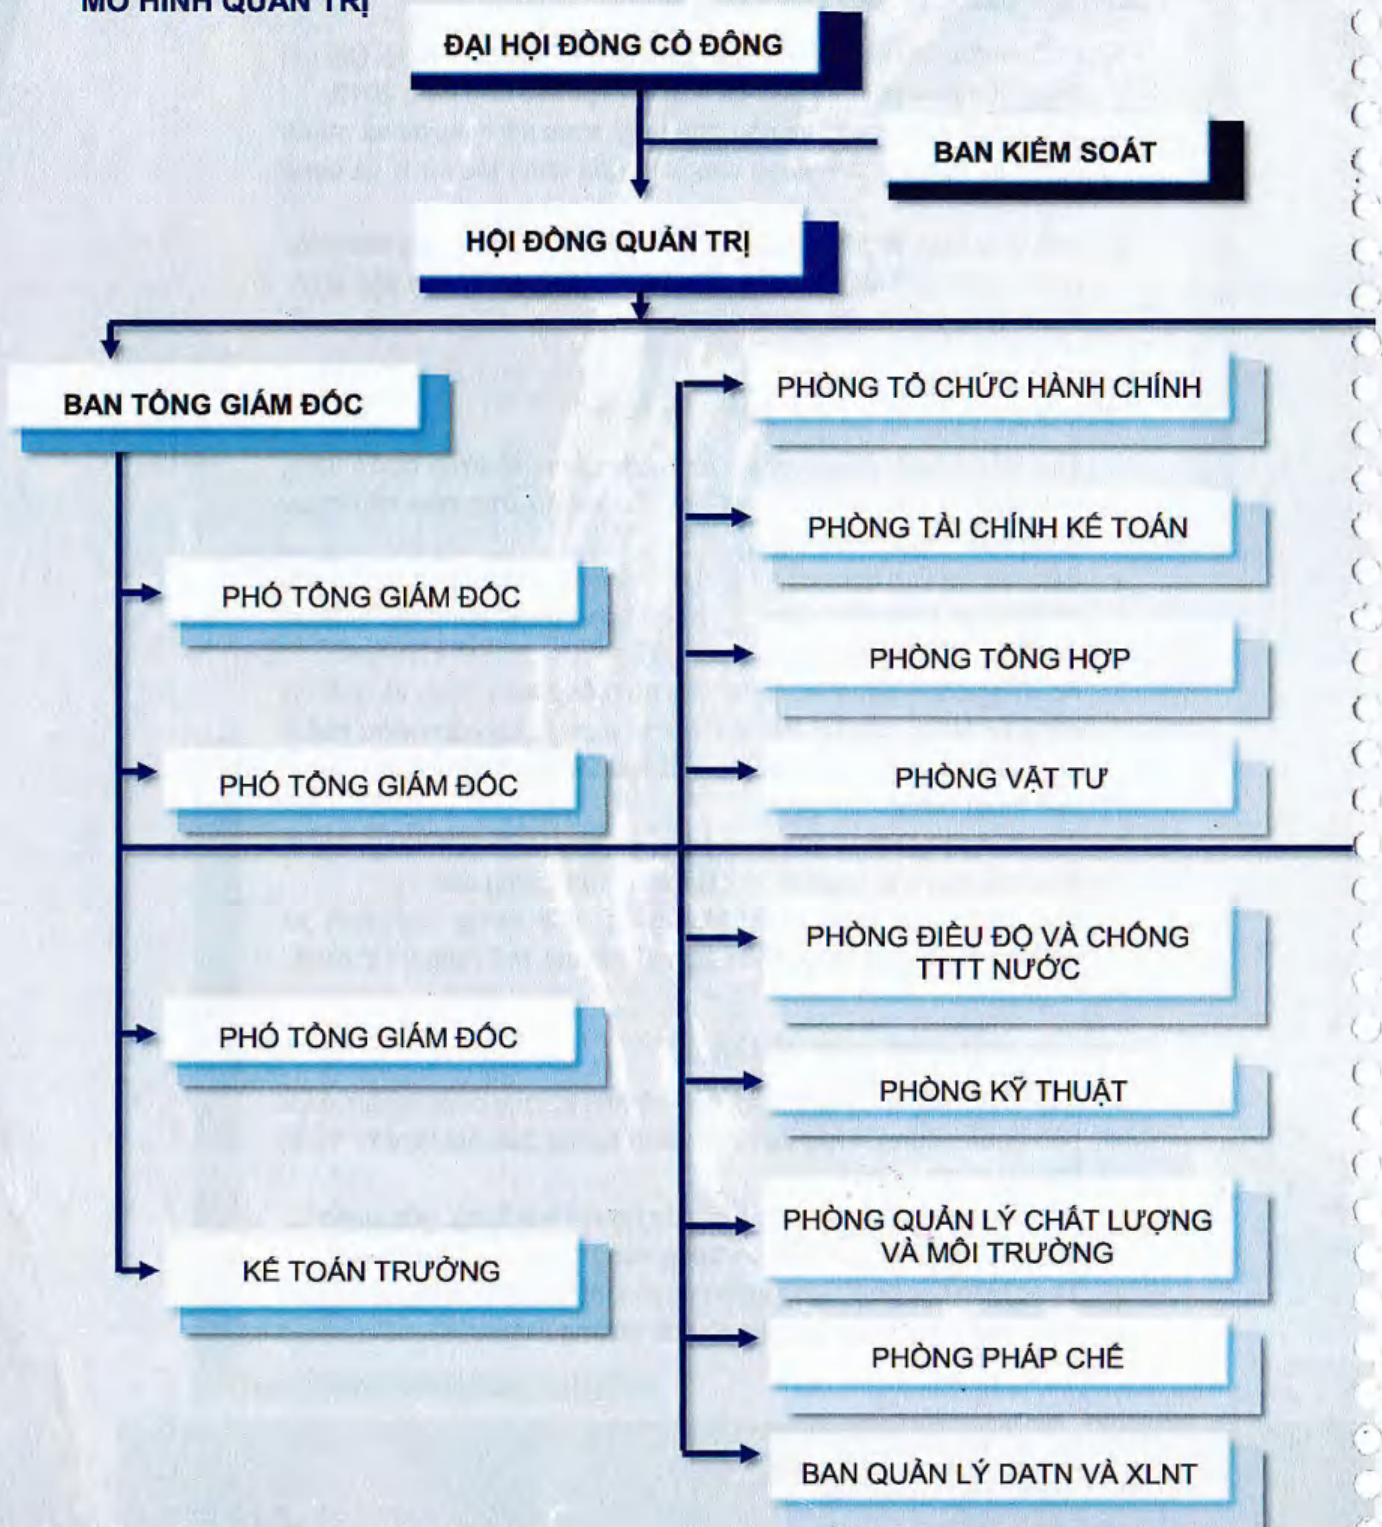 MÔ HÌNH QUẢN TRỊ
ĐẠI HỘI ĐỒNG CỔ ĐÔNG
BAN KIỂM SOÁT
HỘI ĐỒNG QUẢN TRỊ
BAN TỔNG GIÁM ĐỐC
PHÓ TỔNG GIÁM ĐỐC
PHÓ TỔNG GIÁM ĐỐC
PHÓ TỔNG GIÁM ĐỐC
KẾ TOÁN TRƯỞNG
PHÒNG TỔ CHỨC HÀNH CHÍNH
PHÒNG TÀI CHÍNH KẾ TOÁN
PHÒNG TỔNG HỢP
PHÒNG VẬT TƯ
PHÒNG ĐIỀU ĐỘ VÀ CHỐNG
TTTT NƯỚC
PHÒNG KỸ THUẬT
PHÒNG QUẢN LÝ CHẤT LƯỢNG
VÀ MÔI TRƯỜNG
PHÒNG PHÁP CHẾ
BAN QUẢN LÝ DATN VÀ XLNT